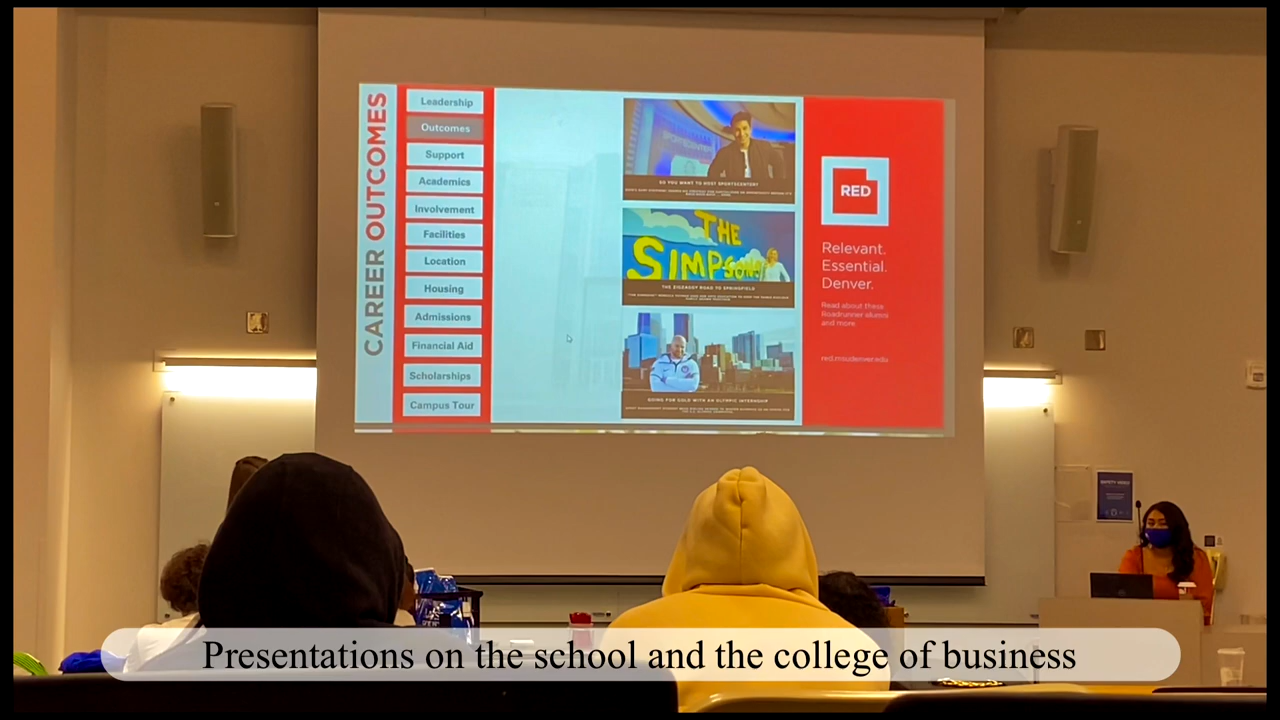 CAREER OUTCOMES
Leadership
Outcomes
Support
Academics
Involvement
Facilities
Location
Housing
Admissions
Financial Aid
Scholarships
Campus Tour
SPORTSCENTER
SO YOU WANT TO HOST SPORTSCENTER?
THE
SIMPSONS
THE ZIGZAGGY ROAD TO SPRINGFIELD
GOING FOR GOLD WITH AN OLYMPIC INTERNSHIP
RED
Relevant.
Essential.
Denver.
Read about these
Roadrunner alumni
and more
red.msudenver.edu
Presentations on the school and the college of business